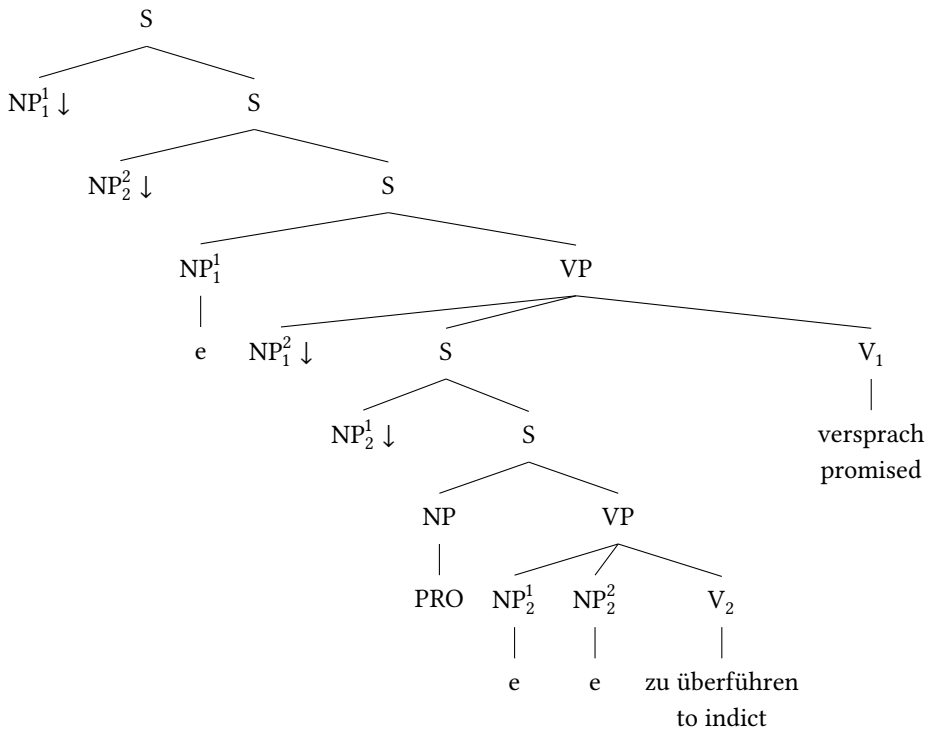 S
NP₁¹ ↓ S
NP₂² ↓ S
NP₁¹ VP
e NP₁² ↓ S V₁
NP₂¹ ↓ S versprach
promised
NP VP
PRO NP₂¹ NP₂² V₂
e e zu überführen
to indict